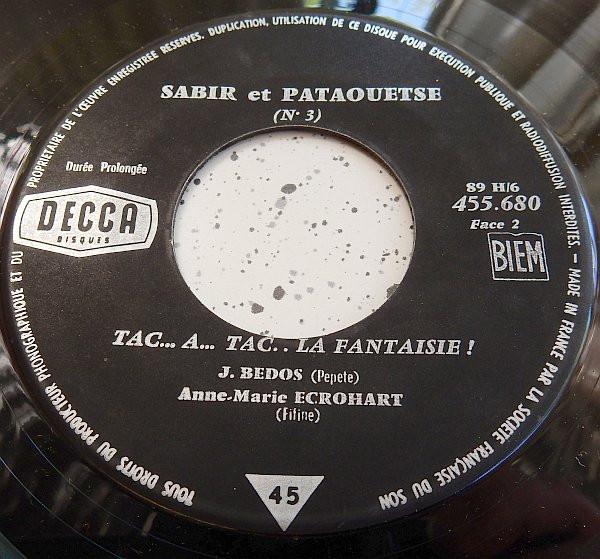 TOUS DROITS DU PRODUCTEUR PHONOGRAPHIQUE ET DU PROPRIETAIRE DE L'ŒUVRE ENREGISTRÉE RESERVES. DUPLICATION, UTILISATION DE CE DISQUE POUR EXECUTION PUBLIQUE ET RADIODIFFUSION INTERDITES. - MADE IN FRANCE PAR LA SOCIETE FRANÇAISE DU SON
SABIR et PATAOUETSE
(N° 3)
Durée Prolongée
DECCA
DISQUES
89 H/6
455.680
Face 2
BIEM
TAC... A... TAC.. LA FANTAISIE !
J. BEDOS (Pepete)
Anne-Marie ECROHART
(Fifine)
45